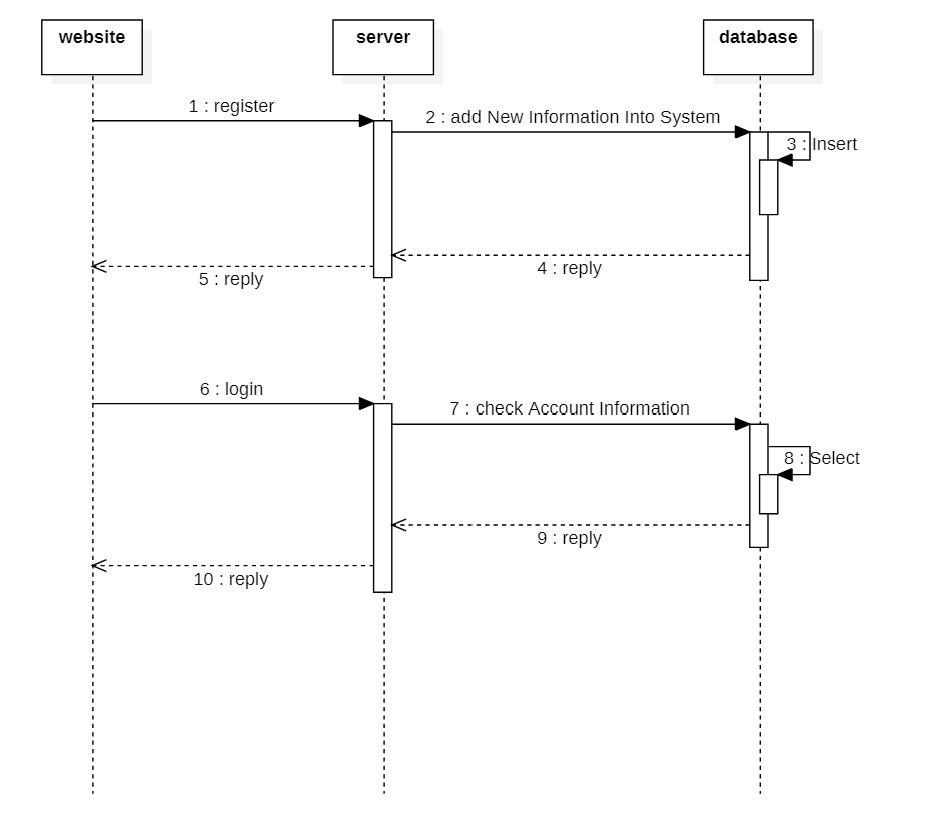 website
server
database
1 : register
2 : add New Information Into System
3 : Insert
4 : reply
5 : reply
6 : login
7 : check Account Information
8 : Select
9 : reply
10 : reply